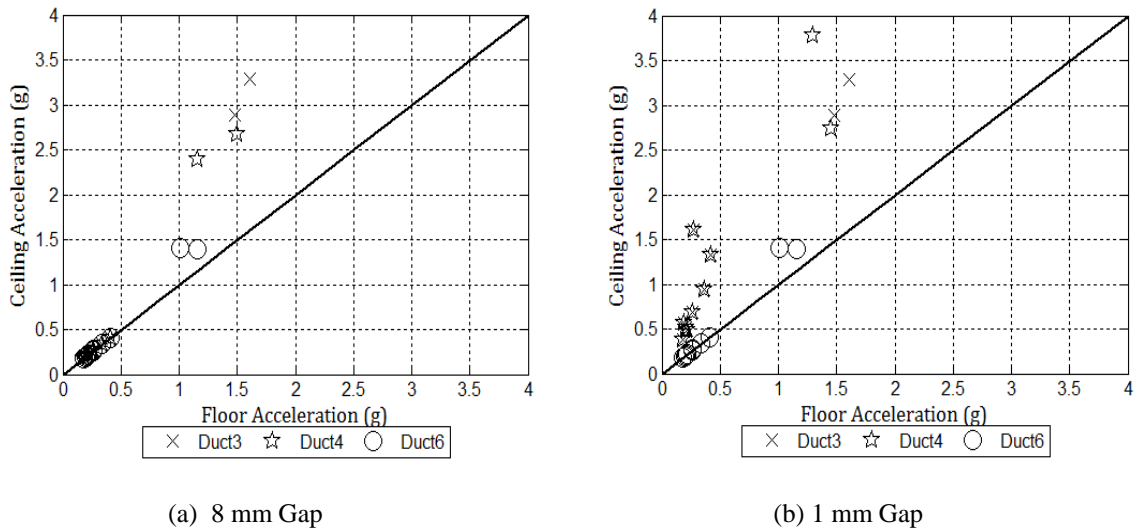 4
3.5
3
2.5
2
1.5
1
0.5
0
Ceiling Acceleration (g)
0 0.5 1 1.5 2 2.5 3 3.5 4
Floor Acceleration (g)
Duct3 Duct4 Duct6
(a) 8 mm Gap
4
3.5
3
2.5
2
1.5
1
0.5
0
Ceiling Acceleration (g)
0 0.5 1 1.5 2 2.5 3 3.5 4
Floor Acceleration (g)
Duct3 Duct4 Duct6
(b) 1 mm Gap